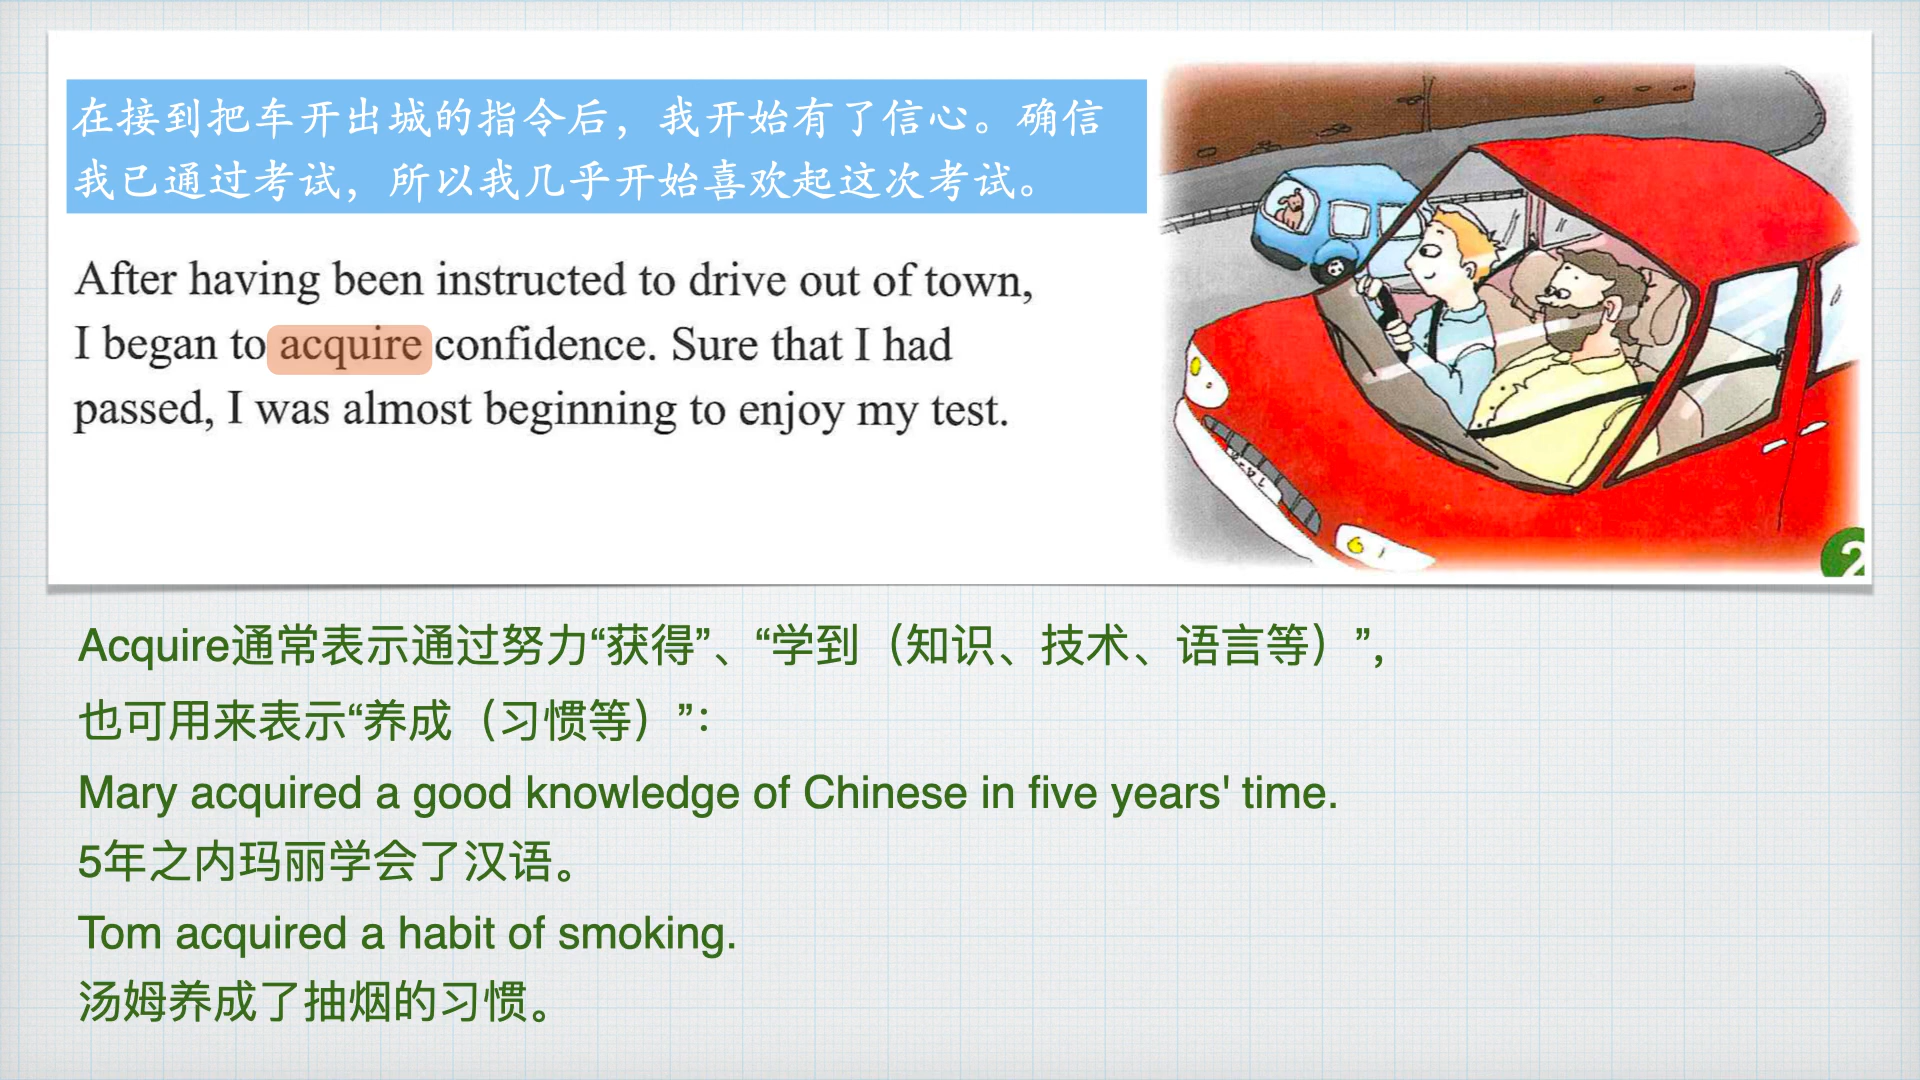 在接到把车开出城的指令后，我开始有了信心。确信
我已通过考试，所以我几乎开始喜欢起这次考试。
After having been instructed to drive out of town,
I began to acquire confidence. Sure that I had
passed, I was almost beginning to enjoy my test.
2
Acquire通常表示通过努力“获得”、“学到（知识、技术、语言等）”，
也可用来表示“养成（习惯等）”：
Mary acquired a good knowledge of Chinese in five years' time.
5年之内玛丽学会了汉语。
Tom acquired a habit of smoking.
汤姆养成了抽烟的习惯。